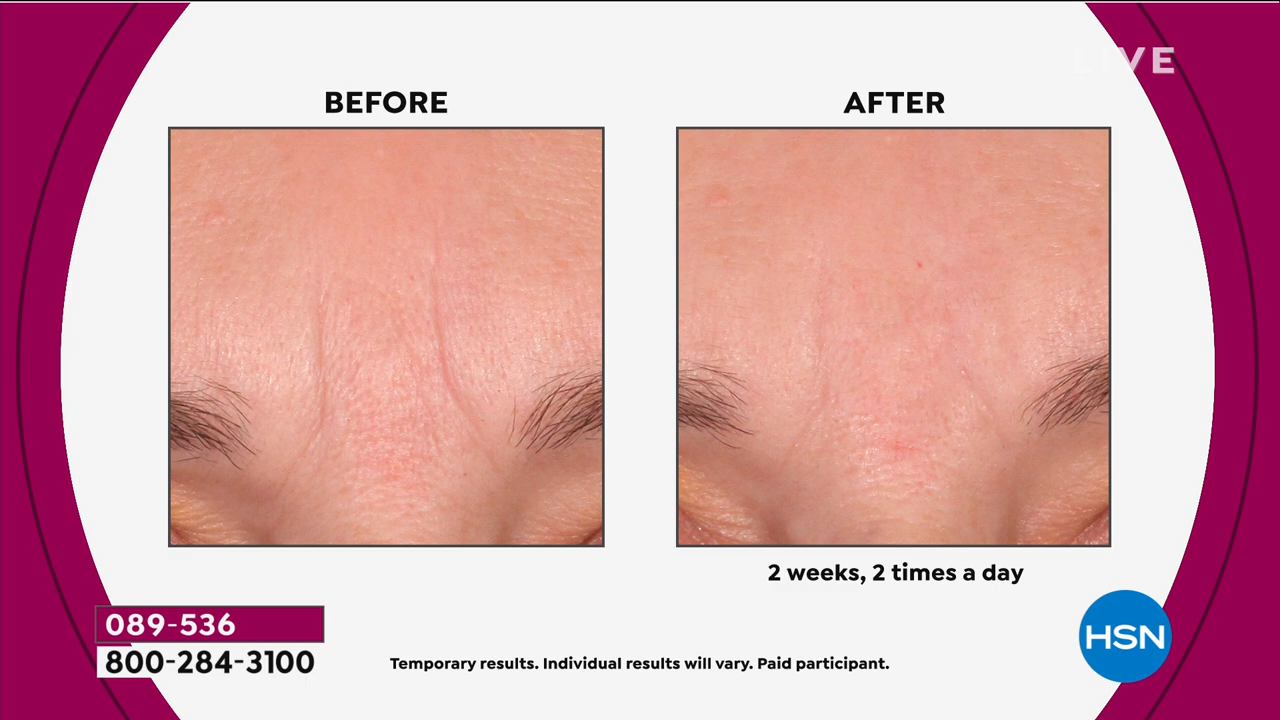 LIVE
BEFORE
AFTER
2 weeks, 2 times a day
089-536
800-284-3100
Temporary results. Individual results will vary. Paid participant.
HSN